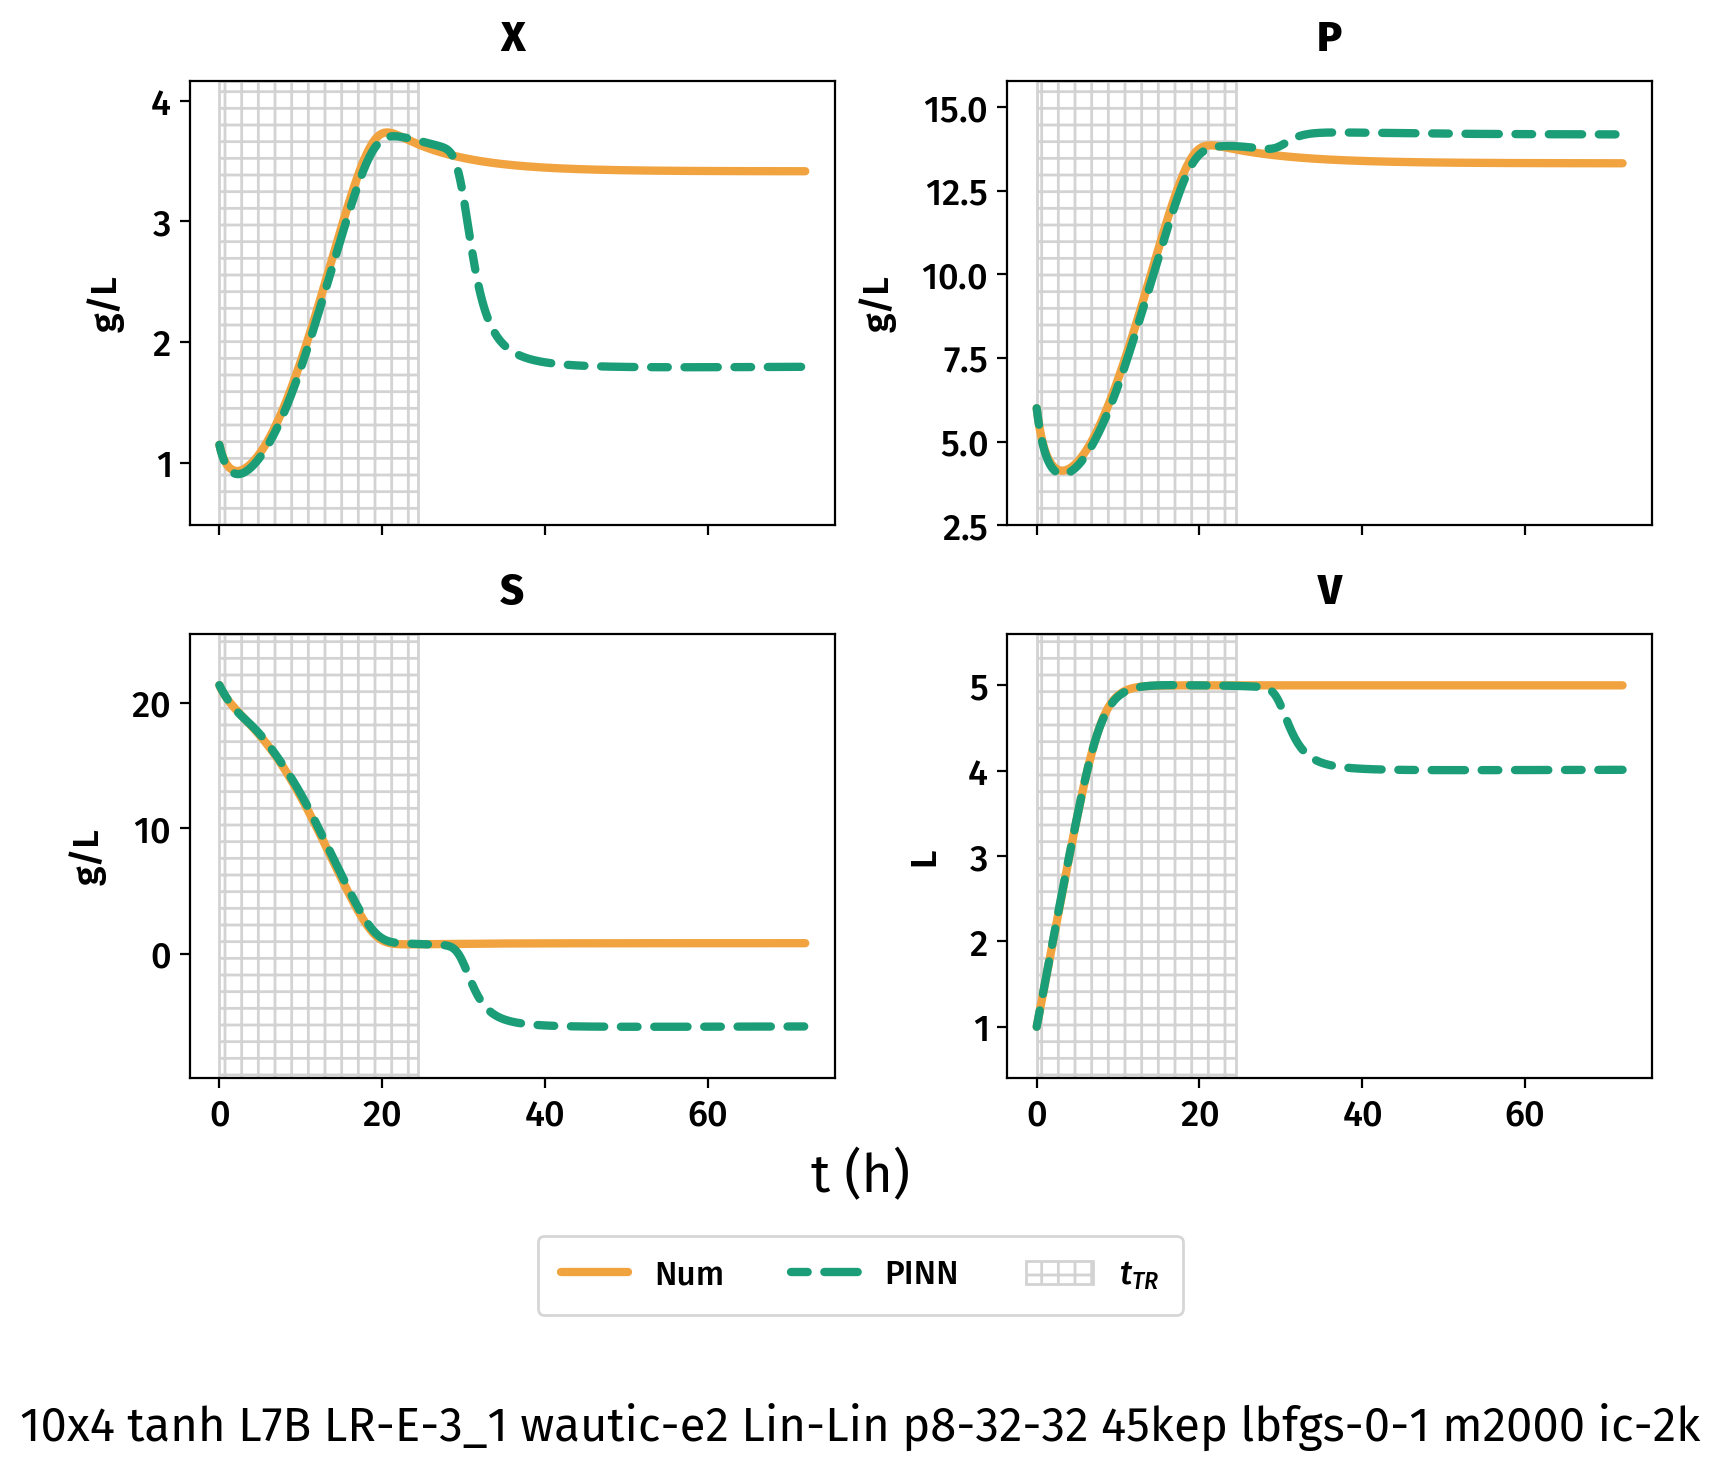 X
P
4
3
2
1
g/L
15.0
12.5
10.0
7.5
5.0
2.5
g/L
S
V
20
10
0
g/L
5
4
3
2
1
L
0 20 40 60
0 20 40 60
t (h)
Num PINN tTR
10x4 tanh L7B LR-E-3_1 wautic-e2 Lin-Lin p8-32-32 45kep lbfgs-0-1 m2000 ic-2k